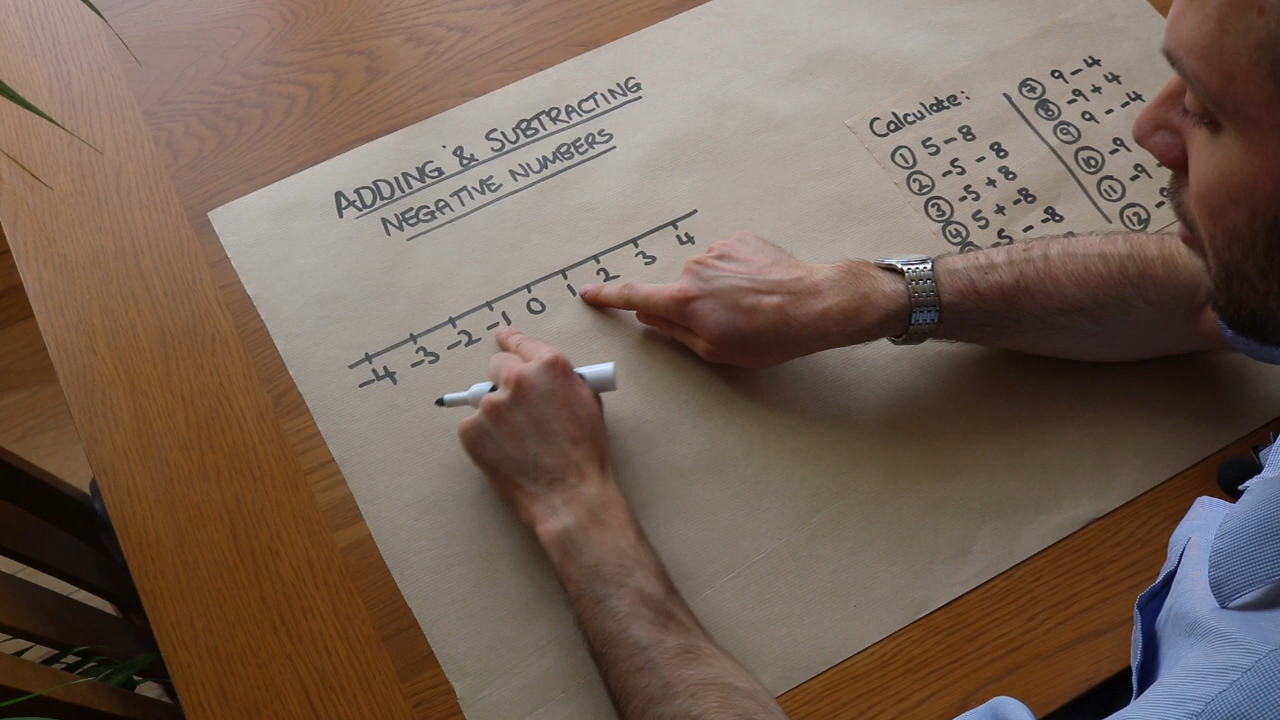 ADDING & SUBTRACTING
NEGATIVE NUMBERS
-4 -3 -2 -1 0 1 2 3 4
Calculate:
① 5 - 8
② -5 - 8
③ -5 + 8
④ 5 + -8
5 - -8
⑦ 9 - 4
⑧ -9 + 4
⑨ 9 - -4
⑩ -9
⑪ -9
⑫